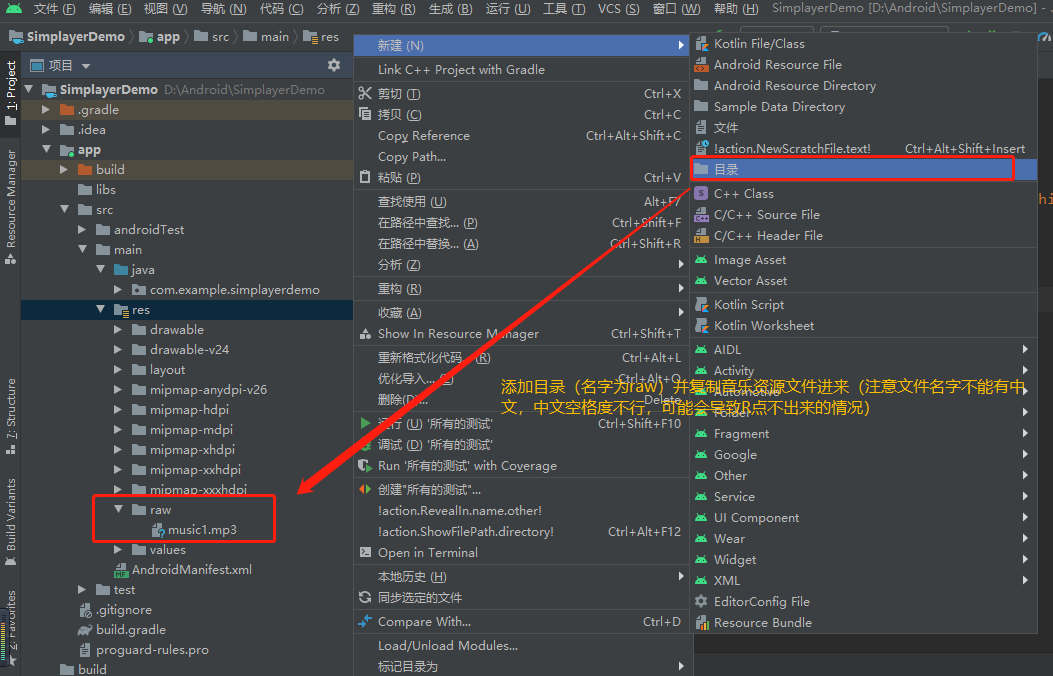 文件 (F) 编辑 (E) 视图 (V) 导航 (N) 代码 (C) 分析 (Z) 重构 (R) 生成 (B) 运行 (U) 工具 (T) VCS (S) 窗口 (W) 帮助 (H) SimplayerDemo [D:\Android\SimplayerDemo] -
SimplayerDemo app src main res
项目
SimplayerDemo D:\Android\SimplayerDemo
.gradle
.idea
app
build
libs
src
androidTest
main
java
com.example.simplayerdemo
res
drawable
drawable-v24
layout
mipmap-anydpi-v26
mipmap-hdpi
mipmap-mdpi
mipmap-xhdpi
mipmap-xxhdpi
mipmap-xxxhdpi
raw
music1.mp3
values
AndroidManifest.xml
test
.gitignore
build.gradle
proguard-rules.pro
build
1: Project
Resource Manager
7: Structure
Build Variants
2: Favorites
新建 (N)
Link C++ Project with Gradle
剪切 (T) Ctrl+X
拷贝 (C) Ctrl+C
Copy Reference Ctrl+Alt+Shift+C
Copy Path...
粘贴 (P) Ctrl+V
查找使用 (U) Alt+F7
在路径中查找... (P) Ctrl+Shift+F
在路径中替换... (A) Ctrl+Shift+R
分析 (Z)
重构 (R)
收藏 (A)
Show In Resource Manager Ctrl+Shift+T
重新格式化代码... (R) Ctrl+Alt+L
优化导入... Ctrl+Alt+O
删除(D)... Delete
运行 (U) '所有的测试' Ctrl+Shift+F10
调试 (D) '所有的测试'
Run '所有的测试' with Coverage
创建"所有的测试"...
!action.RevealIn.name.other!
!action.ShowFilePath.directory! Ctrl+Alt+F12
Open in Terminal
本地历史 (H)
同步选定的文件
Compare With... Ctrl+D
Load/Unload Modules...
标记目录为
Kotlin File/Class
Android Resource File
Android Resource Directory
Sample Data Directory
文件
!action.NewScratchFile.text! Ctrl+Alt+Shift+Insert
目录
C++ Class
C/C++ Source File
C/C++ Header File
Image Asset
Vector Asset
Kotlin Script
Kotlin Worksheet
AIDL
Activity
Automotive
Folder
Fragment
Google
Other
Service
UI Component
Wear
Widget
XML
EditorConfig File
Resource Bundle
添加目录（名字为raw）并复制音乐资源文件进来（注意文件名字不能有中
文，中文空格度不行，可能会导致R点不出来的情况）
hi